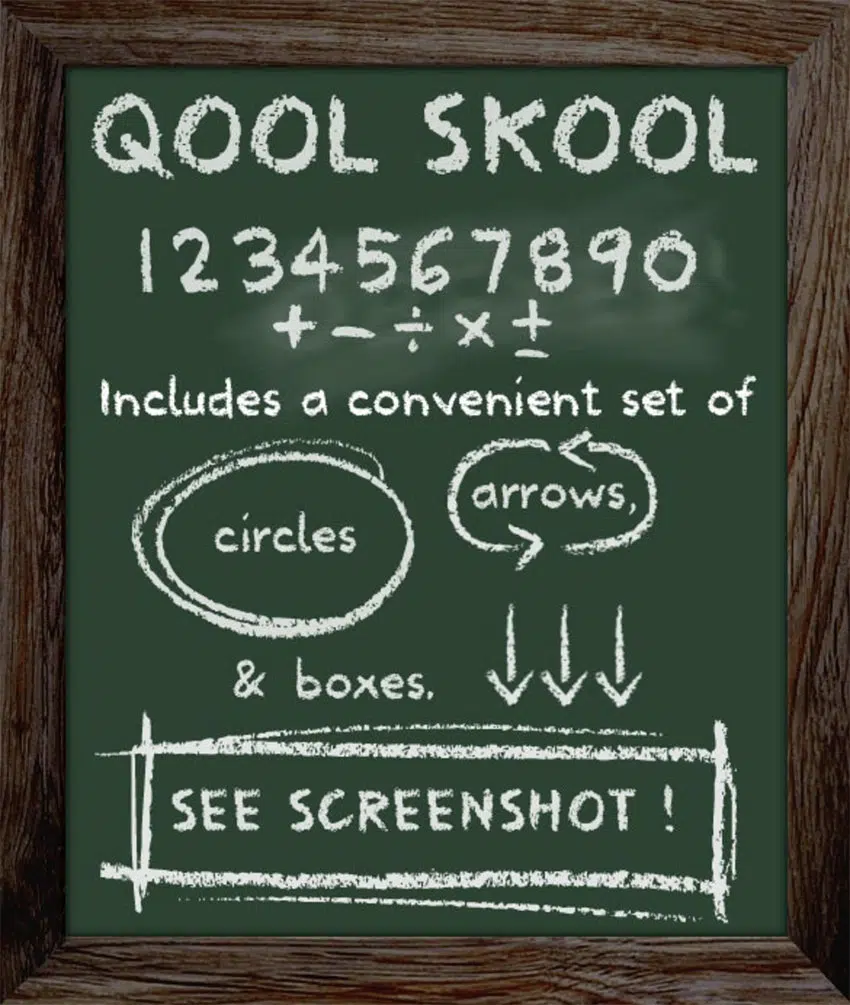 QOOL SKOOL
1234567890
+ − ÷ × ±
Includes a convenient set of
circles
arrows,
& boxes.
SEE SCREENSHOT !